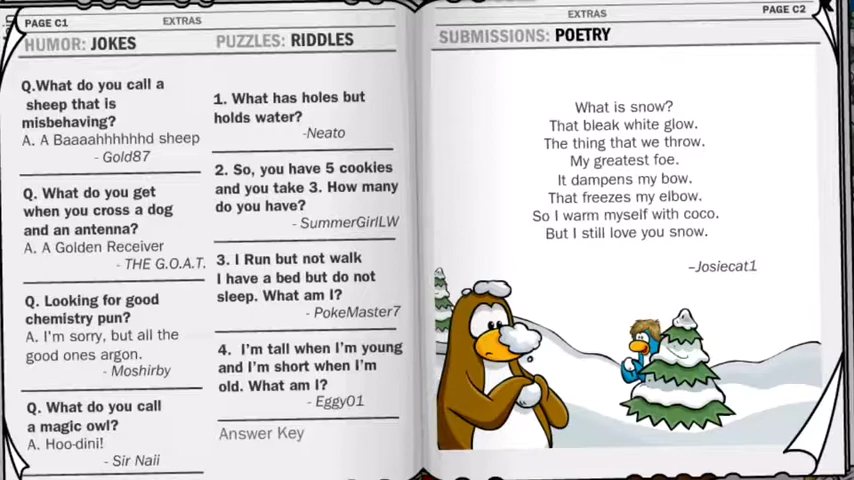 PAGE C1
EXTRAS
HUMOR: JOKES
Q.What do you call a
sheep that is
misbehaving?
A. A Baaaahhhhhhd sheep
- Gold87
Q. What do you get
when you cross a dog
and an antenna?
A. A Golden Receiver
- THE G.O.A.T.
Q. Looking for good
chemistry pun?
A. I'm sorry, but all the
good ones argon.
- Moshirby
Q. What do you call
a magic owl?
A. Hoo-dini!
- Sir Naii
PUZZLES: RIDDLES
1. What has holes but
holds water?
-Neato
2. So, you have 5 cookies
and you take 3. How many
do you have?
- SummerGirlLW
3. I Run but not walk
I have a bed but do not
sleep. What am I?
- PokeMaster7
4. I'm tall when I'm young
and I'm short when I'm
old. What am I?
- Eggy01
Answer Key
EXTRAS
PAGE C2
SUBMISSIONS: POETRY
What is snow?
That bleak white glow.
The thing that we throw.
My greatest foe.
It dampens my bow.
That freezes my elbow.
So I warm myself with coco.
But I still love you snow.
–Josiecat1